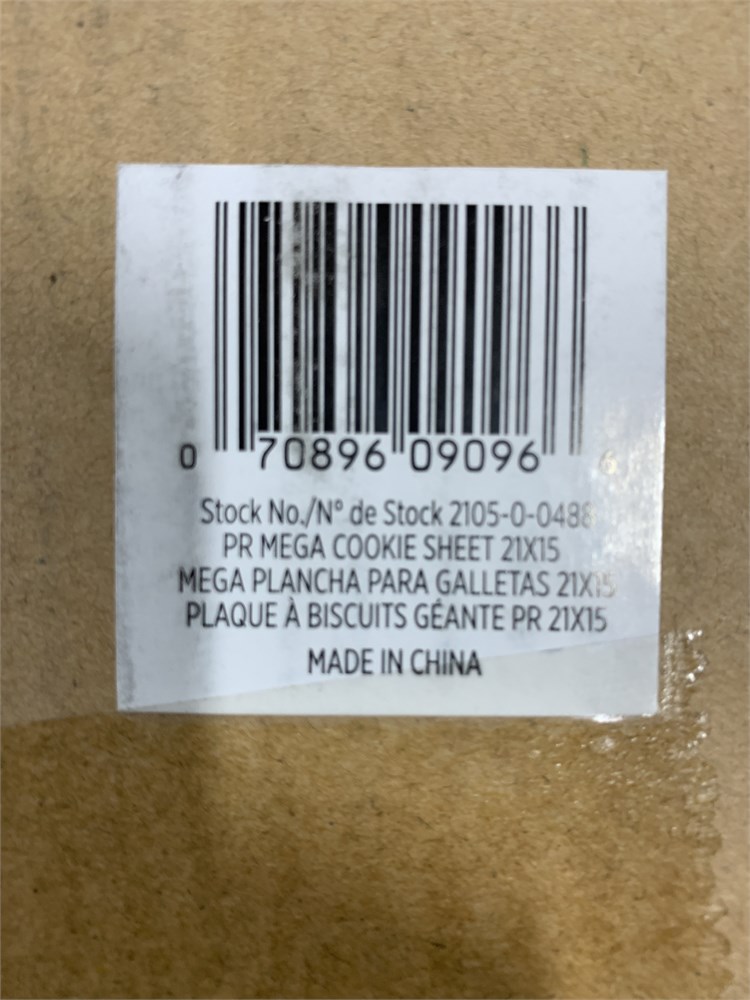 0 70896 09096 6
Stock No./N° de Stock 2105-0-0488
PR MEGA COOKIE SHEET 21X15
MEGA PLANCHA PARA GALLETAS 21X15
PLAQUE À BISCUITS GÉANTE PR 21X15
MADE IN CHINA